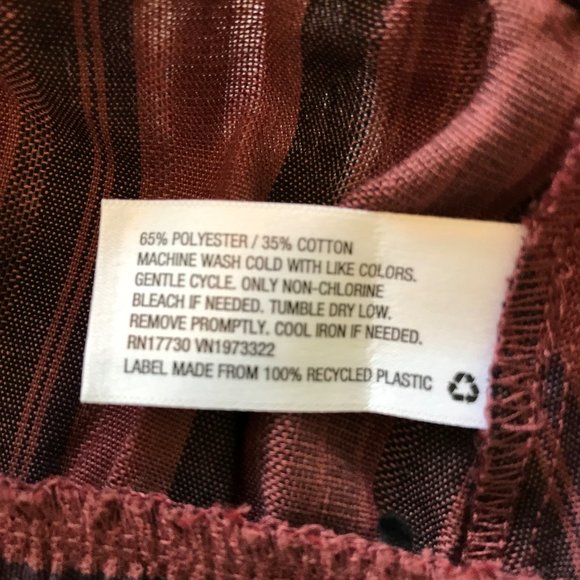 65% POLYESTER / 35% COTTON
MACHINE WASH COLD WITH LIKE COLORS.
GENTLE CYCLE. ONLY NON-CHLORINE
BLEACH IF NEEDED. TUMBLE DRY LOW.
REMOVE PROMPTLY. COOL IRON IF NEEDED.
RN17730 VN1973322
LABEL MADE FROM 100% RECYCLED PLASTIC